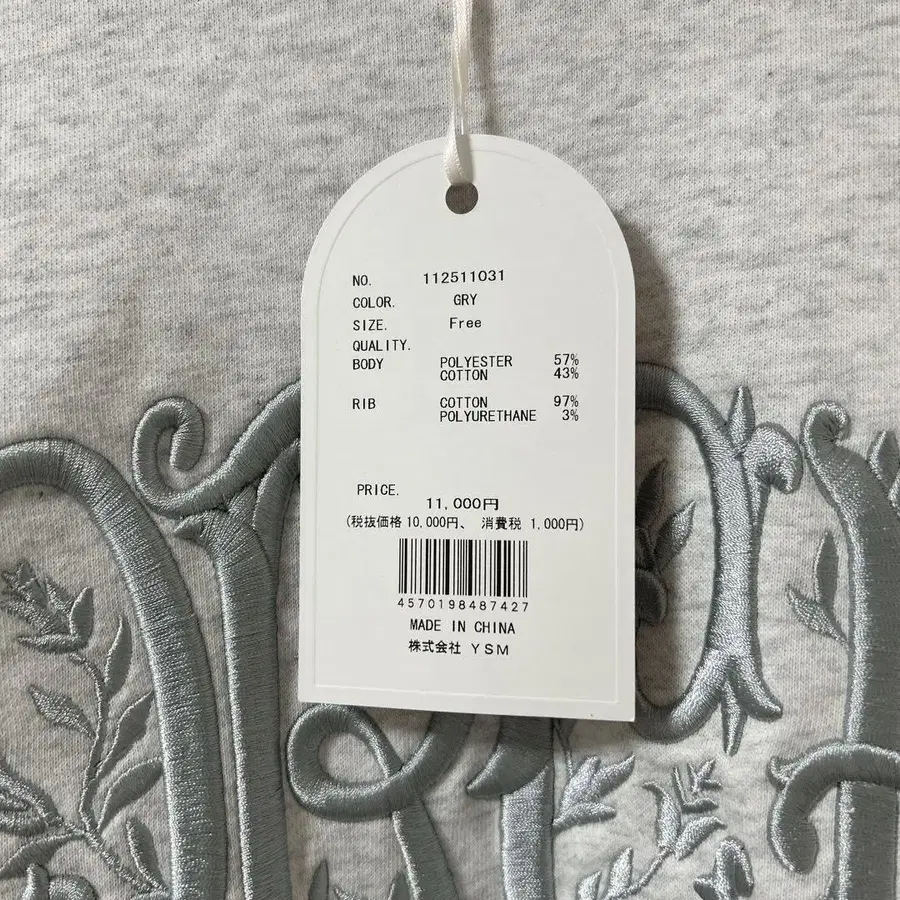 NO. 112511031
COLOR. GRY
SIZE. Free
QUALITY.
BODY POLYESTER 57%
COTTON 43%
RIB COTTON 97%
POLYURETHANE 3%
PRICE.
11,000円
(税抜価格 10,000円、 消費税 1,000円)
4570198487427
MADE IN CHINA
株式会社 YSM